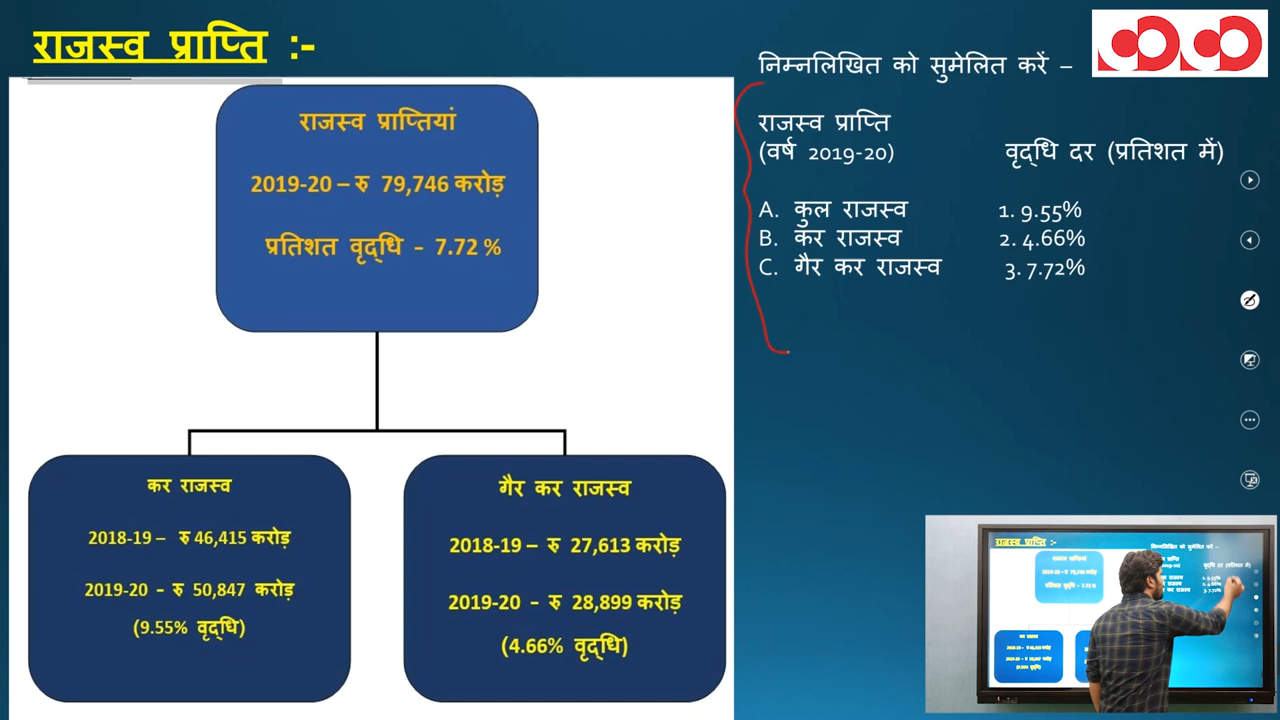 राजस्व प्राप्ति :-
राजस्व प्राप्तियां
2019-20 – रु 79,746 करोड़
प्रतिशत वृद्धि - 7.72 %
कर राजस्व
2018-19 – रु 46,415 करोड़
2019-20 - रु 50,847 करोड़
(9.55% वृद्धि)
गैर कर राजस्व
2018-19 – रु 27,613 करोड़
2019-20 - रु 28,899 करोड़
(4.66% वृद्धि)
निम्नलिखित को सुमेलित करें –
राजस्व प्राप्ति
(वर्ष 2019-20) वृद्धि दर (प्रतिशत में)
A. कुल राजस्व 1. 9.55%
B. कर राजस्व 2. 4.66%
C. गैर कर राजस्व 3. 7.72%
राजस्व प्राप्ति :-